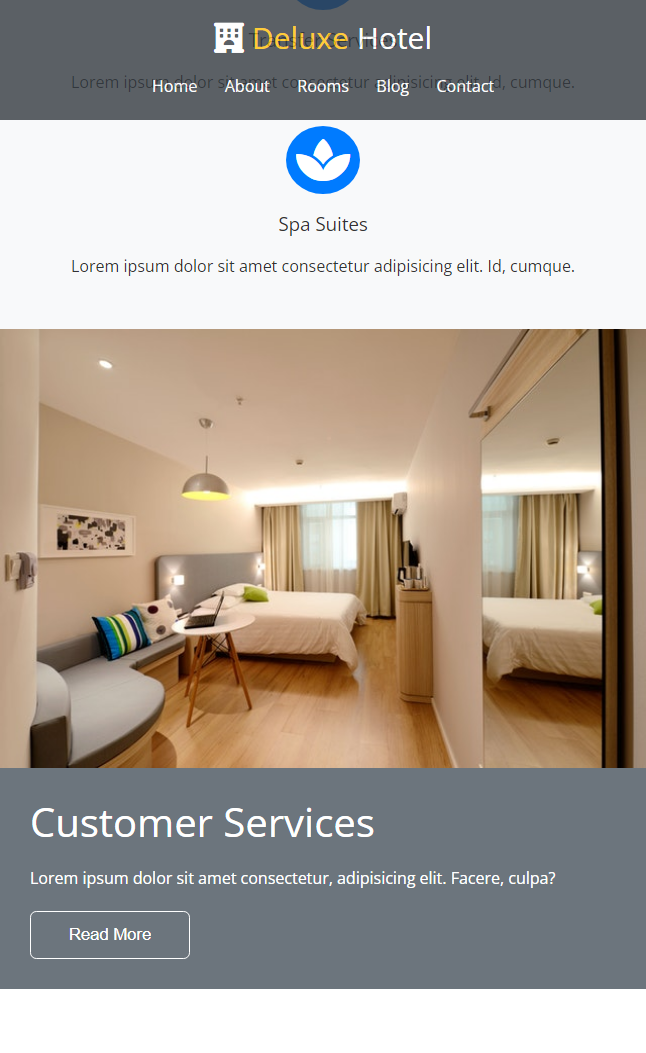 Deluxe Hotel
Lorem ipsum dolor sit amet consectetur adipisicing elit. Id, cumque.
Home About Rooms Blog Contact
Spa Suites
Lorem ipsum dolor sit amet consectetur adipisicing elit. Id, cumque.
Customer Services
Lorem ipsum dolor sit amet consectetur, adipisicing elit. Facere, culpa?
Read More